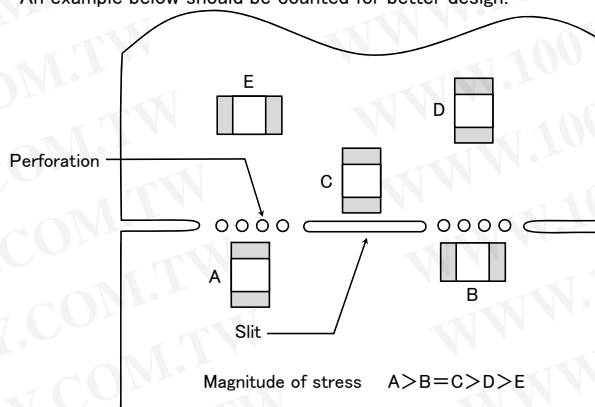 An example below should be counted for better design.
E
D
Perforation
C
A
B
Slit
Magnitude of stress A＞B＝C＞D＞E